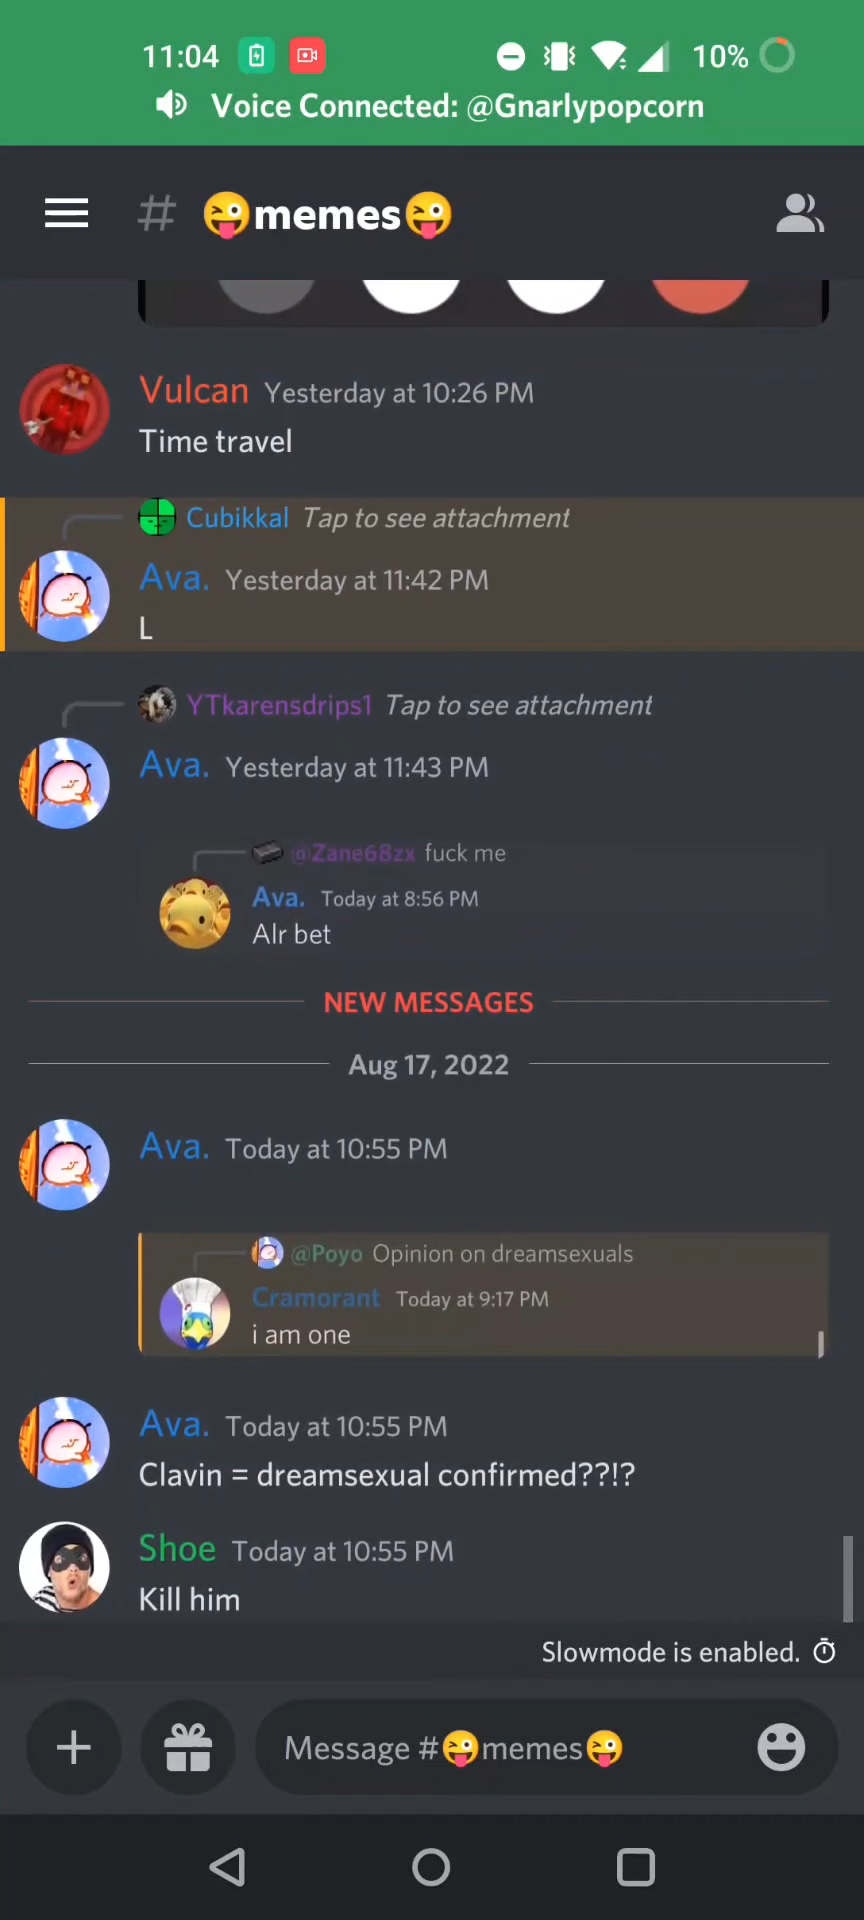 11:04 10%
Voice Connected: @Gnarlypopcorn
# 😜memes😜
Vulcan Yesterday at 10:26 PM
Time travel
Cubikkal Tap to see attachment
Ava. Yesterday at 11:42 PM
L
YTkarensdrips1 Tap to see attachment
Ava. Yesterday at 11:43 PM
@Zane68zx fuck me
Ava. Today at 8:56 PM
Alr bet
NEW MESSAGES
Aug 17, 2022
Ava. Today at 10:55 PM
@Poyo Opinion on dreamsexuals
Cramorant Today at 9:17 PM
i am one
Ava. Today at 10:55 PM
Clavin = dreamsexual confirmed??!?
Shoe Today at 10:55 PM
Kill him
Slowmode is enabled.
Message #😜memes😜